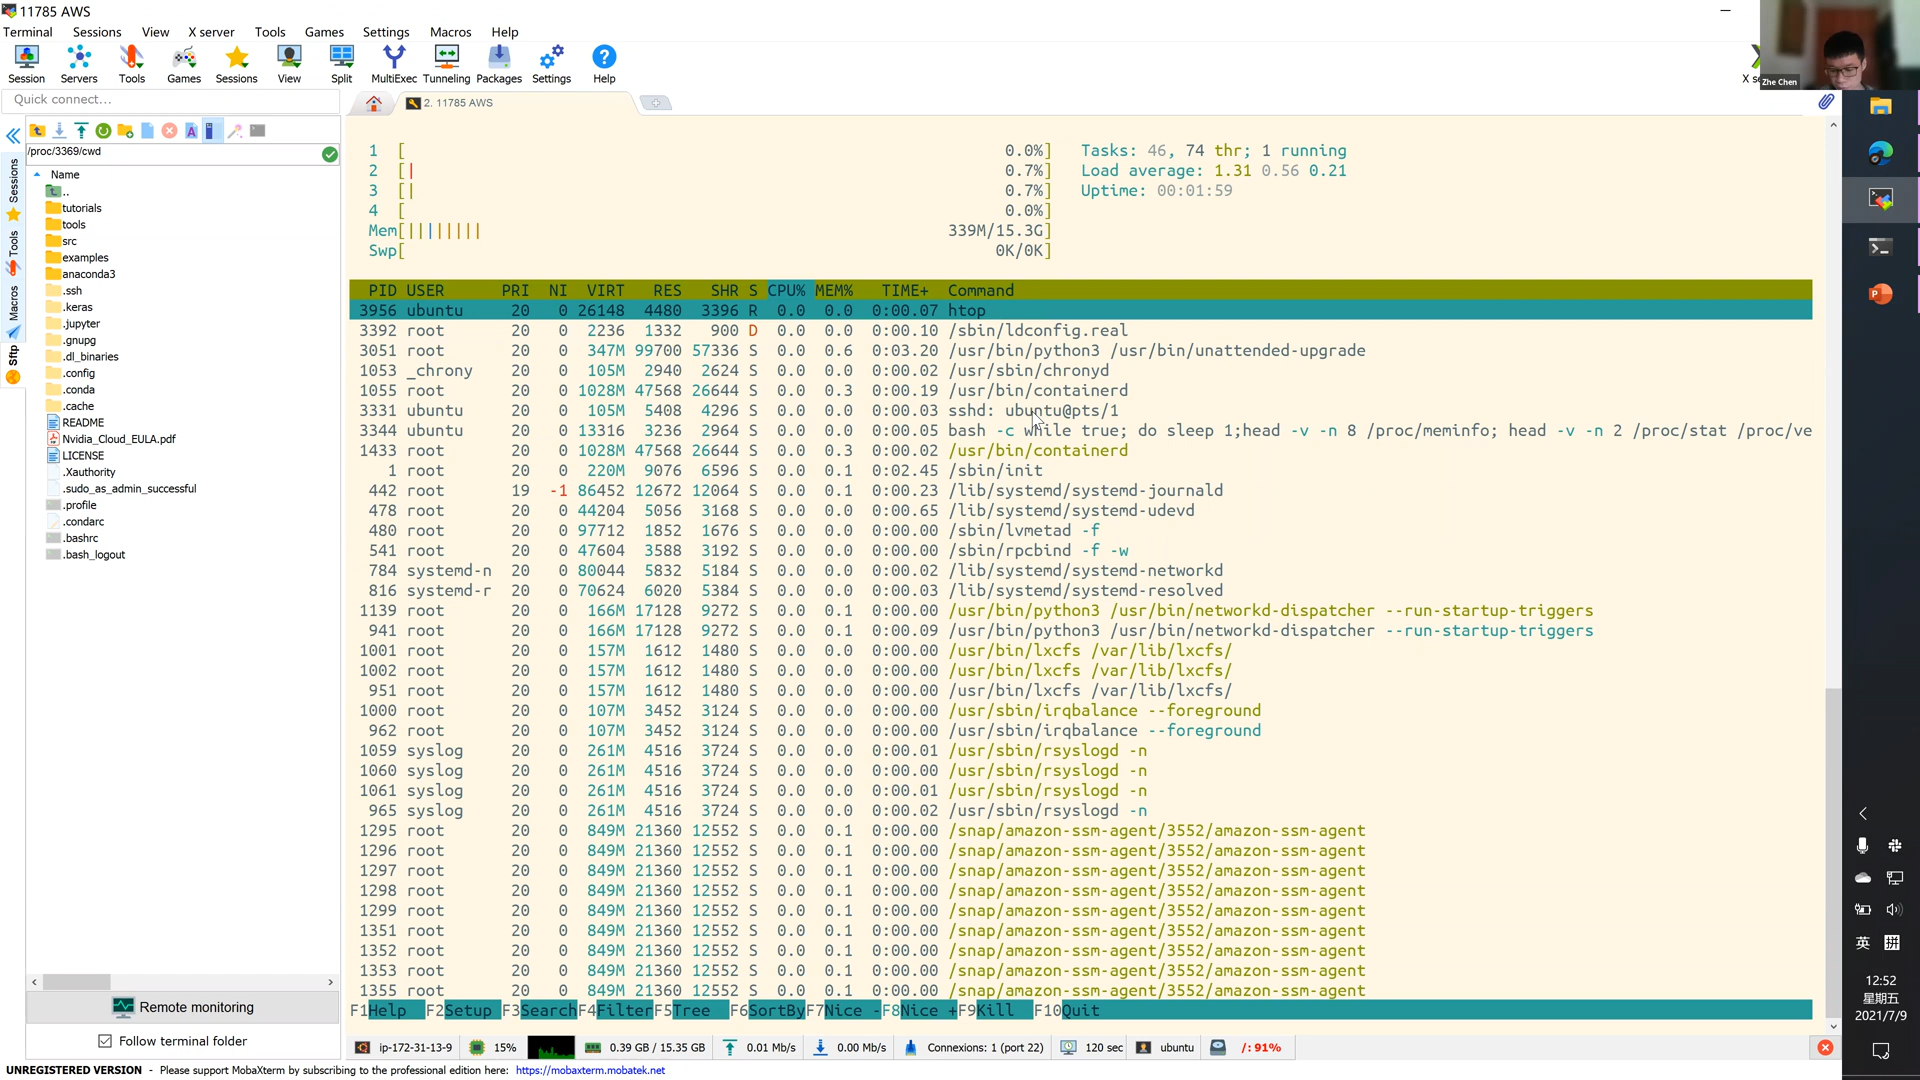 11785 AWS
Terminal Sessions View X server Tools Games Settings Macros Help
Session Servers Tools Games Sessions View Split MultiExec Tunneling Packages Settings Help
Zhe Chen
Quick connect...
2. 11785 AWS
/proc/3369/cwd
Name
..
tutorials
tools
src
examples
anaconda3
.ssh
.keras
.jupyter
.gnupg
.dl_binaries
.config
.conda
.cache
README
Nvidia_Cloud_EULA.pdf
LICENSE
.Xauthority
.sudo_as_admin_successful
.profile
.condarc
.bashrc
.bash_logout
Sessions
Tools
Macros
Sftp
Remote monitoring
Follow terminal folder
1 [ 0.0%] Tasks: 46, 74 thr; 1 running
2 [| 0.7%] Load average: 1.31 0.56 0.21
3 [| 0.7%] Uptime: 00:01:59
4 [ 0.0%]
Mem[|||||||| 339M/15.3G]
Swp[ 0K/0K]
PID USER PRI NI VIRT RES SHR S CPU% MEM% TIME+ Command
3956 ubuntu 20 0 26148 4480 3396 R 0.0 0.0 0:00.07 htop
3392 root 20 0 2236 1332 900 D 0.0 0.0 0:00.10 /sbin/ldconfig.real
3051 root 20 0 347M 99700 57336 S 0.0 0.6 0:03.20 /usr/bin/python3 /usr/bin/unattended-upgrade
1053 _chrony 20 0 105M 2940 2624 S 0.0 0.0 0:00.02 /usr/sbin/chronyd
1055 root 20 0 1028M 47568 26644 S 0.0 0.3 0:00.19 /usr/bin/containerd
3331 ubuntu 20 0 105M 5408 4296 S 0.0 0.0 0:00.03 sshd: ubuntu@pts/1
3344 ubuntu 20 0 13316 3236 2964 S 0.0 0.0 0:00.05 bash -c while true; do sleep 1;head -v -n 8 /proc/meminfo; head -v -n 2 /proc/stat /proc/ve
1433 root 20 0 1028M 47568 26644 S 0.0 0.3 0:00.02 /usr/bin/containerd
1 root 20 0 220M 9076 6596 S 0.0 0.1 0:02.45 /sbin/init
442 root 19 -1 86452 12672 12064 S 0.0 0.1 0:00.23 /lib/systemd/systemd-journald
478 root 20 0 44204 5056 3168 S 0.0 0.0 0:00.65 /lib/systemd/systemd-udevd
480 root 20 0 97712 1852 1676 S 0.0 0.0 0:00.00 /sbin/lvmetad -f
541 root 20 0 47604 3588 3192 S 0.0 0.0 0:00.00 /sbin/rpcbind -f -w
784 systemd-n 20 0 80044 5832 5184 S 0.0 0.0 0:00.02 /lib/systemd/systemd-networkd
816 systemd-r 20 0 70624 6020 5384 S 0.0 0.0 0:00.03 /lib/systemd/systemd-resolved
1139 root 20 0 166M 17128 9272 S 0.0 0.1 0:00.00 /usr/bin/python3 /usr/bin/networkd-dispatcher --run-startup-triggers
941 root 20 0 166M 17128 9272 S 0.0 0.1 0:00.09 /usr/bin/python3 /usr/bin/networkd-dispatcher --run-startup-triggers
1001 root 20 0 157M 1612 1480 S 0.0 0.0 0:00.00 /usr/bin/lxcfs /var/lib/lxcfs/
1002 root 20 0 157M 1612 1480 S 0.0 0.0 0:00.00 /usr/bin/lxcfs /var/lib/lxcfs/
951 root 20 0 157M 1612 1480 S 0.0 0.0 0:00.00 /usr/bin/lxcfs /var/lib/lxcfs/
1000 root 20 0 107M 3452 3124 S 0.0 0.0 0:00.00 /usr/sbin/irqbalance --foreground
962 root 20 0 107M 3452 3124 S 0.0 0.0 0:00.00 /usr/sbin/irqbalance --foreground
1059 syslog 20 0 261M 4516 3724 S 0.0 0.0 0:00.01 /usr/sbin/rsyslogd -n
1060 syslog 20 0 261M 4516 3724 S 0.0 0.0 0:00.00 /usr/sbin/rsyslogd -n
1061 syslog 20 0 261M 4516 3724 S 0.0 0.0 0:00.01 /usr/sbin/rsyslogd -n
965 syslog 20 0 261M 4516 3724 S 0.0 0.0 0:00.02 /usr/sbin/rsyslogd -n
1295 root 20 0 849M 21360 12552 S 0.0 0.1 0:00.00 /snap/amazon-ssm-agent/3552/amazon-ssm-agent
1296 root 20 0 849M 21360 12552 S 0.0 0.1 0:00.00 /snap/amazon-ssm-agent/3552/amazon-ssm-agent
1297 root 20 0 849M 21360 12552 S 0.0 0.1 0:00.00 /snap/amazon-ssm-agent/3552/amazon-ssm-agent
1298 root 20 0 849M 21360 12552 S 0.0 0.1 0:00.00 /snap/amazon-ssm-agent/3552/amazon-ssm-agent
1299 root 20 0 849M 21360 12552 S 0.0 0.1 0:00.00 /snap/amazon-ssm-agent/3552/amazon-ssm-agent
1351 root 20 0 849M 21360 12552 S 0.0 0.1 0:00.00 /snap/amazon-ssm-agent/3552/amazon-ssm-agent
1352 root 20 0 849M 21360 12552 S 0.0 0.1 0:00.00 /snap/amazon-ssm-agent/3552/amazon-ssm-agent
1353 root 20 0 849M 21360 12552 S 0.0 0.1 0:00.00 /snap/amazon-ssm-agent/3552/amazon-ssm-agent
1355 root 20 0 849M 21360 12552 S 0.0 0.1 0:00.00 /snap/amazon-ssm-agent/3552/amazon-ssm-agent
F1Help F2Setup F3SearchF4FilterF5Tree F6SortByF7Nice -F8Nice +F9Kill F10Quit
ip-172-31-13-9 15% 0.39 GB / 15.35 GB 0.01 Mb/s 0.00 Mb/s Connexions: 1 (port 22) 120 sec ubuntu /: 91%
UNREGISTERED VERSION - Please support MobaXterm by subscribing to the professional edition here: https://mobaxterm.mobatek.net
英 拼
12:52
星期五
2021/7/9